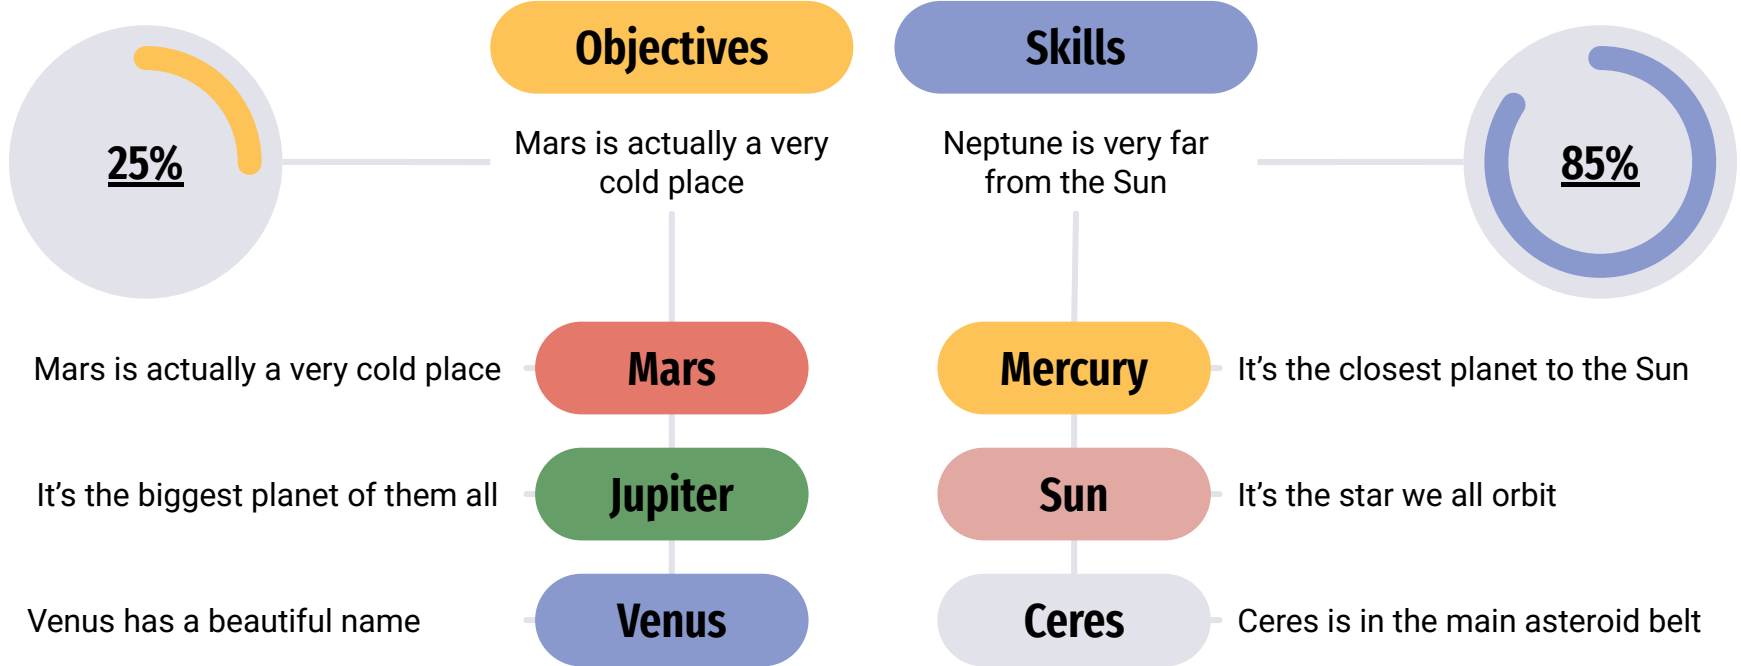 Objectives
Skills
25%
Mars is actually a very
cold place
Neptune is very far
from the Sun
85%
Mars is actually a very cold place
Mars
Mercury
It’s the closest planet to the Sun
It’s the biggest planet of them all
Jupiter
Sun
It’s the star we all orbit
Venus has a beautiful name
Venus
Ceres
Ceres is in the main asteroid belt